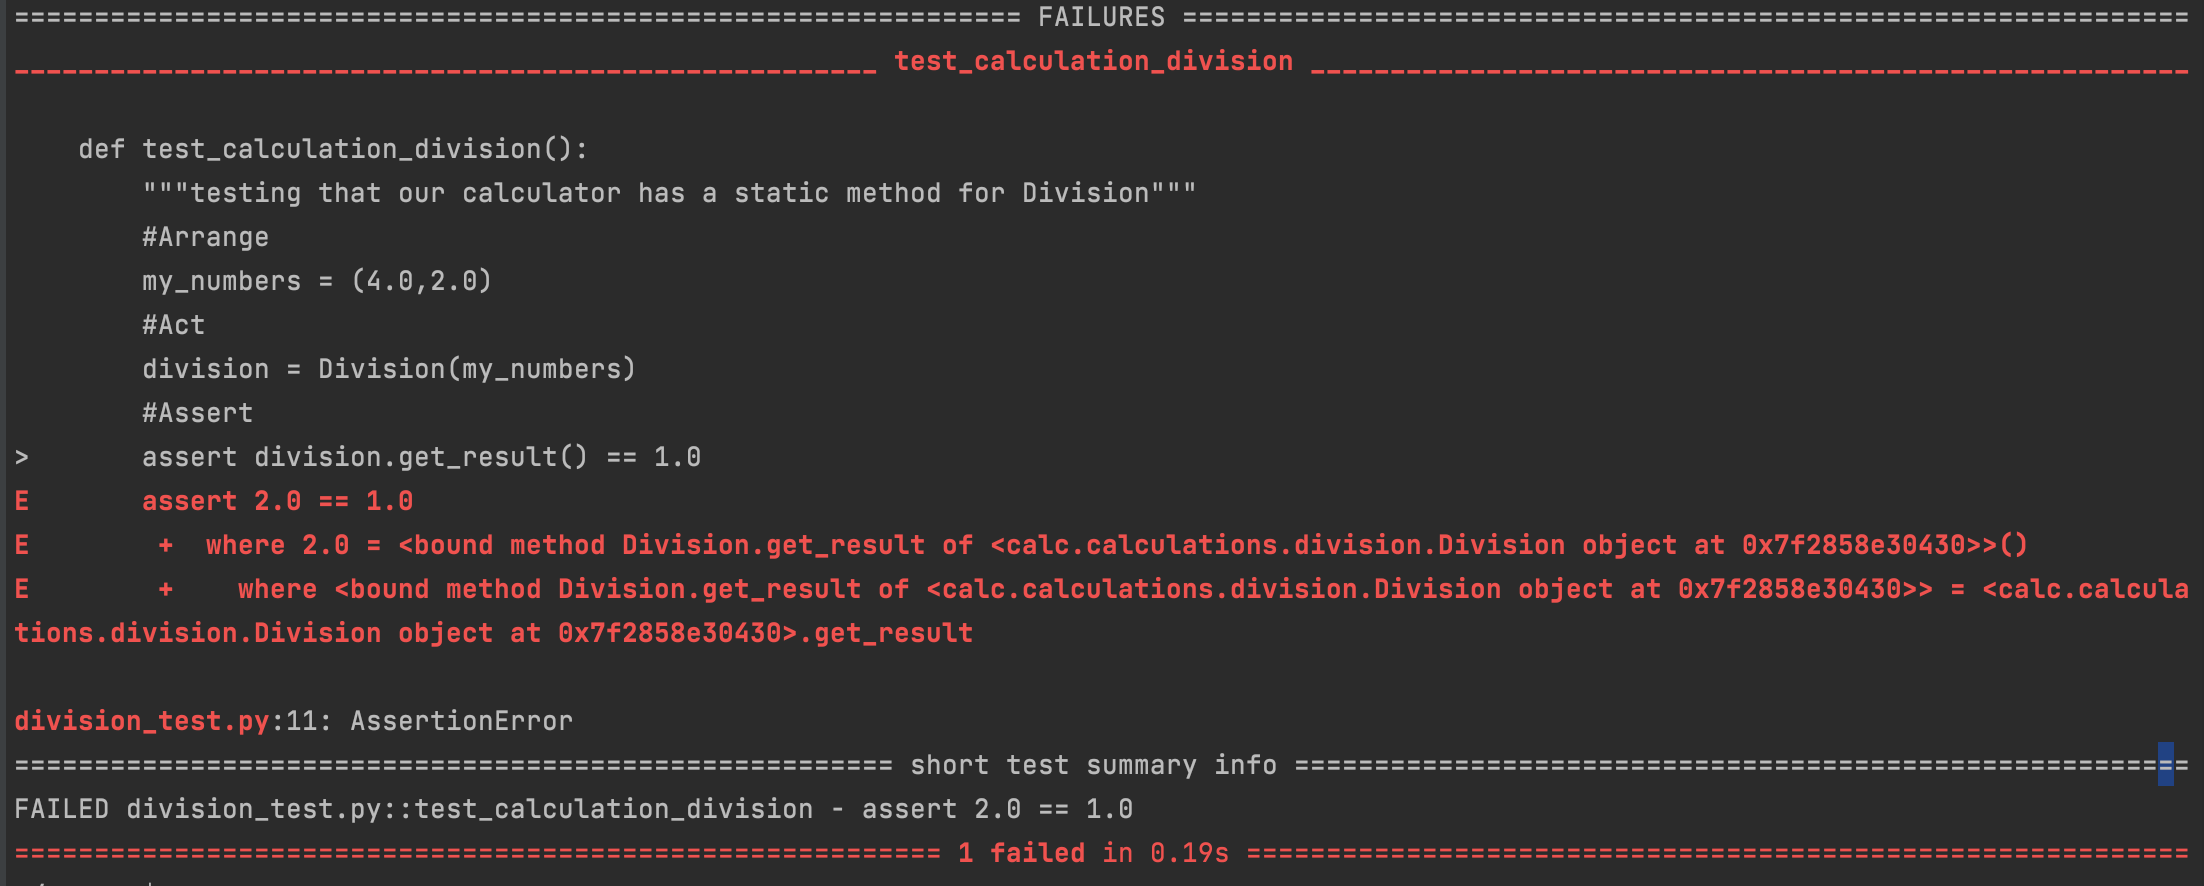 =============================================================== FAILURES ===============================================================
______________________________________________________ test_calculation_division _______________________________________________________

    def test_calculation_division():
        """testing that our calculator has a static method for Division"""
        #Arrange
        my_numbers = (4.0,2.0)
        #Act
        division = Division(my_numbers)
        #Assert
>       assert division.get_result() == 1.0
E       assert 2.0 == 1.0
E        +  where 2.0 = <bound method Division.get_result of <calc.calculations.division.Division object at 0x7f2858e30430>>()
E        +    where <bound method Division.get_result of <calc.calculations.division.Division object at 0x7f2858e30430>> = <calc.calcula
tions.division.Division object at 0x7f2858e30430>.get_result

division_test.py:11: AssertionError
======================================================= short test summary info ========================================================
FAILED division_test.py::test_calculation_division - assert 2.0 == 1.0
========================================================== 1 failed in 0.19s ===========================================================